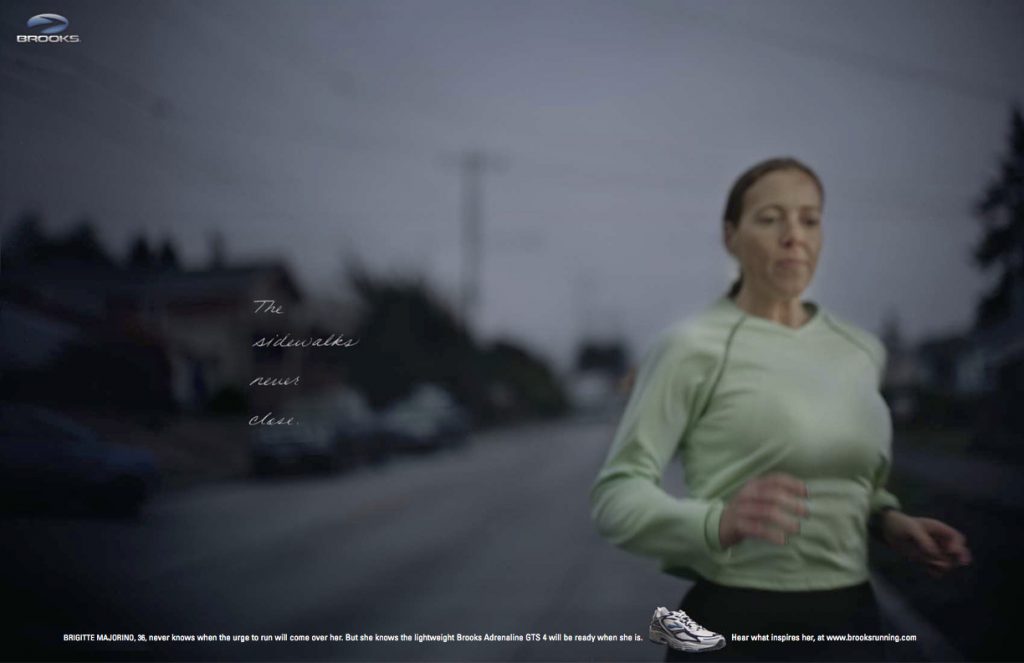 BROOKS
The
sidewalks
never
close.
BRIGITTE MAJORINO, 36, never knows when the urge to run will come over her. But she knows the lightweight Brooks Adrenaline GTS 4 will be ready when she is. Hear what inspires her, at www.brooksrunning.com